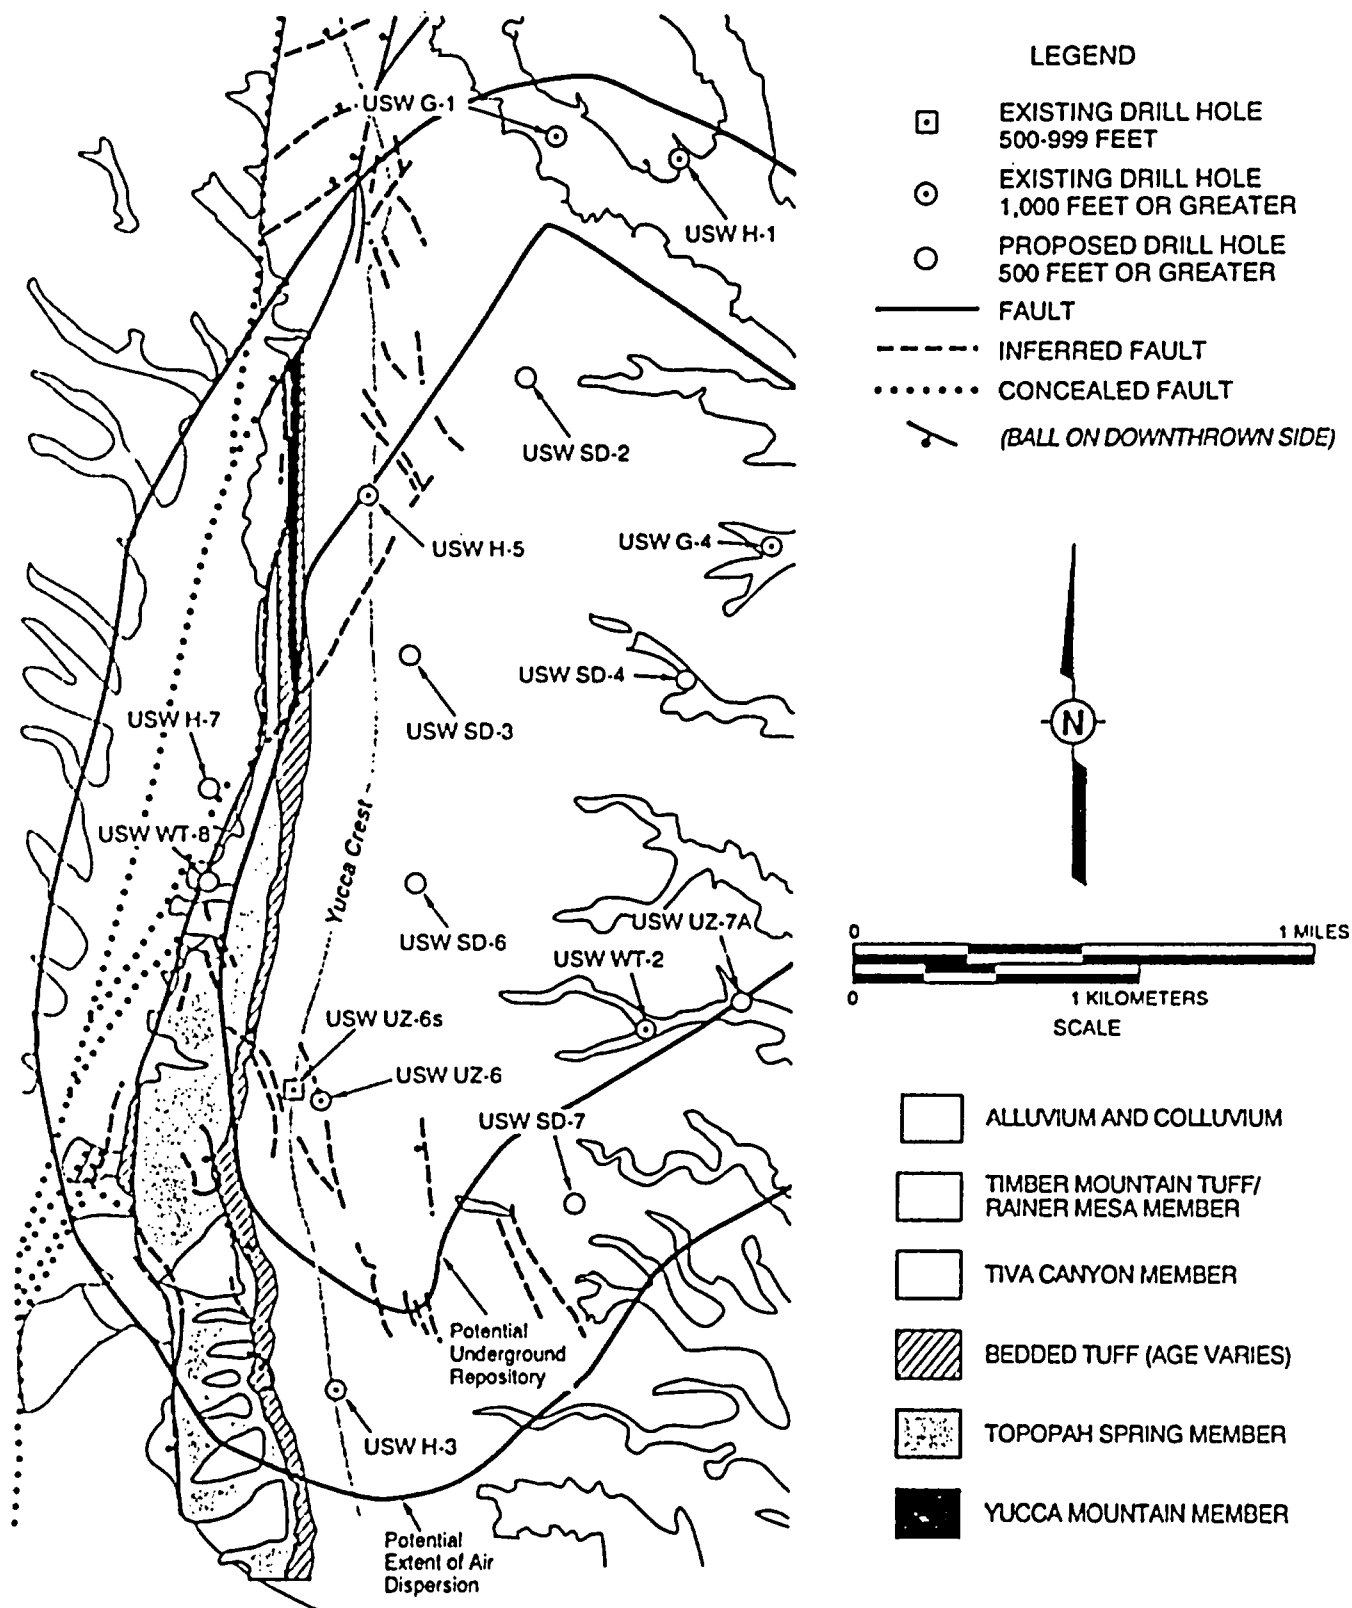 USW G-1
USW H-1
USW SD-2
USW H-5
USW G-4
USW SD-4
USW SD-3
USW H-7
USW WT-8
Yucca Crest
USW SD-6
USW UZ-7A
USW WT-2
USW UZ-6s
USW UZ-6
USW SD-7
Potential
Underground
Repository
USW H-3
Potential
Extent of Air
Dispersion
LEGEND
EXISTING DRILL HOLE
500-999 FEET
EXISTING DRILL HOLE
1,000 FEET OR GREATER
PROPOSED DRILL HOLE
500 FEET OR GREATER
FAULT
INFERRED FAULT
CONCEALED FAULT
(BALL ON DOWNTHROWN SIDE)
N
0 1 MILES
0 1 KILOMETERS
SCALE
ALLUVIUM AND COLLUVIUM
TIMBER MOUNTAIN TUFF/
RAINER MESA MEMBER
TIVA CANYON MEMBER
BEDDED TUFF (AGE VARIES)
TOPOPAH SPRING MEMBER
YUCCA MOUNTAIN MEMBER